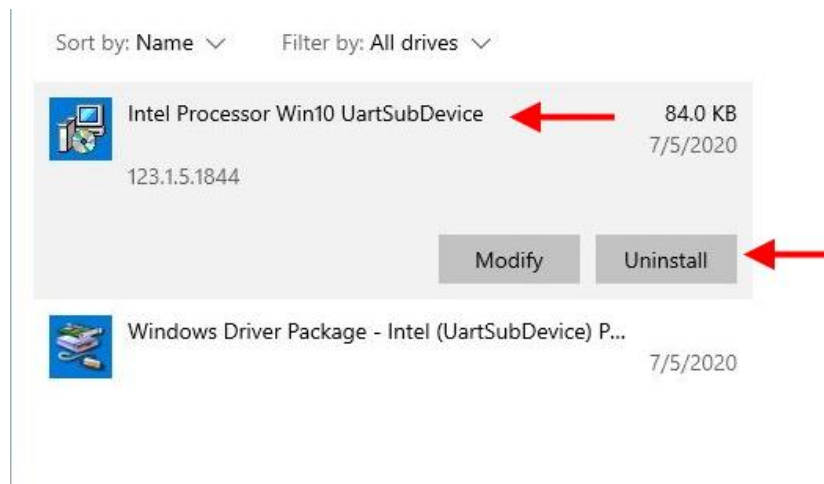 Sort by: Name Filter by: All drives
Intel Processor Win10 UartSubDevice 84.0 KB
7/5/2020
123.1.5.1844
Modify Uninstall
Windows Driver Package - Intel (UartSubDevice) P...
7/5/2020